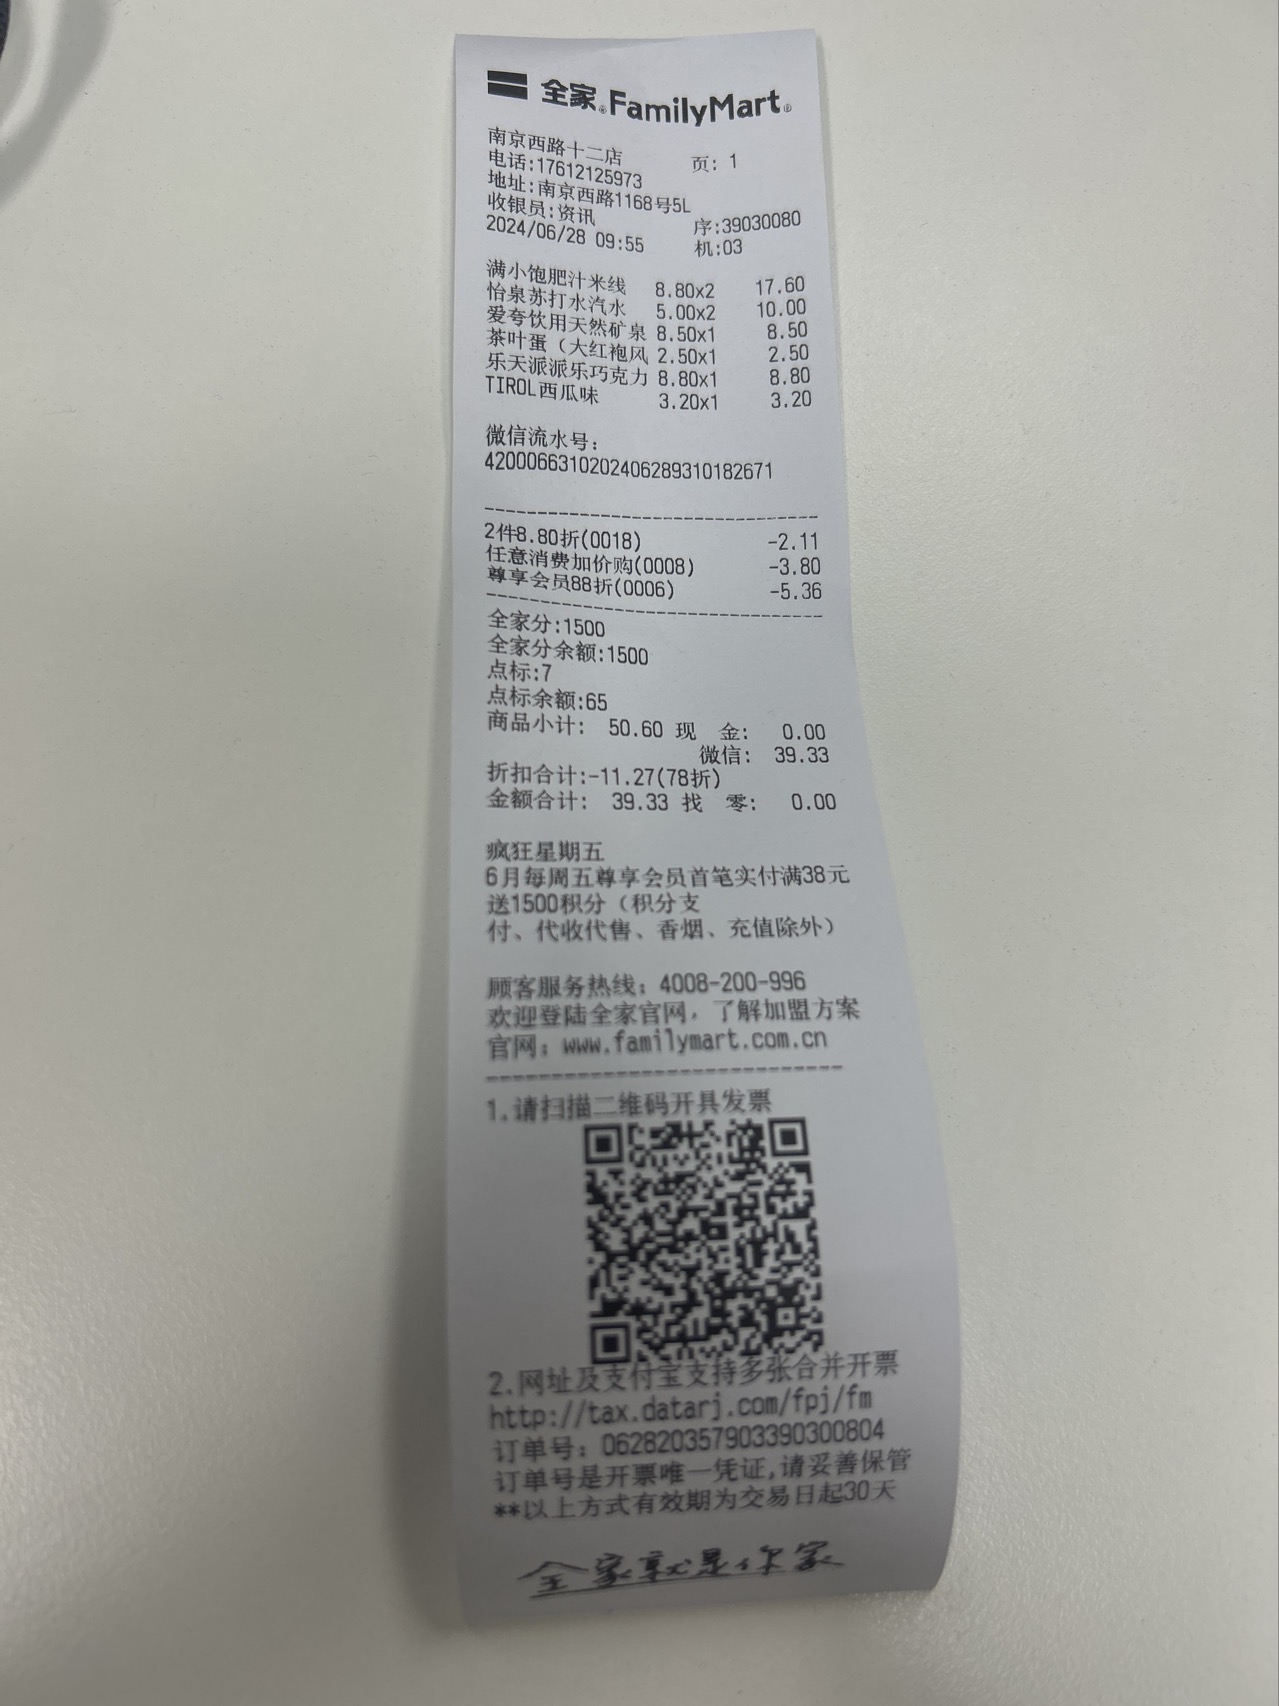 全家 FamilyMart
南京西路十二店 页: 1
电话:17612125973
地址:南京西路1168号5L
收银员:资讯 序:39030080
2024/06/28 09:55 机:03
满小饱肥汁米线 8.80x2 17.60
怡泉苏打水汽水 5.00x2 10.00
爱夸饮用天然矿泉 8.50x1 8.50
茶叶蛋（大红袍风 2.50x1 2.50
乐天派派乐巧克力 8.80x1 8.80
TIROL西瓜味 3.20x1 3.20
微信流水号:
4200066310202406289310182671
2件8.80折(0018) -2.11
任意消费加价购(0008) -3.80
尊享会员88折(0006) -5.36
全家分:1500
全家分余额:1500
点标:7
点标余额:65
商品小计: 50.60 现 金: 0.00
微信: 39.33
折扣合计:-11.27(78折)
金额合计: 39.33 找 零: 0.00
疯狂星期五
6月每周五尊享会员首笔实付满38元
送1500积分（积分支
付、代收代售、香烟、充值除外）
顾客服务热线: 4008-200-996
欢迎登陆全家官网，了解加盟方案
官网: www.familymart.com.cn
1.请扫描二维码开具发票
2.网址及支付宝支持多张合并开票
http://tax.datarj.com/fpj/fm
订单号: 062820357903390300804
订单号是开票唯一凭证,请妥善保管
**以上方式有效期为交易日起30天
全家就是你家